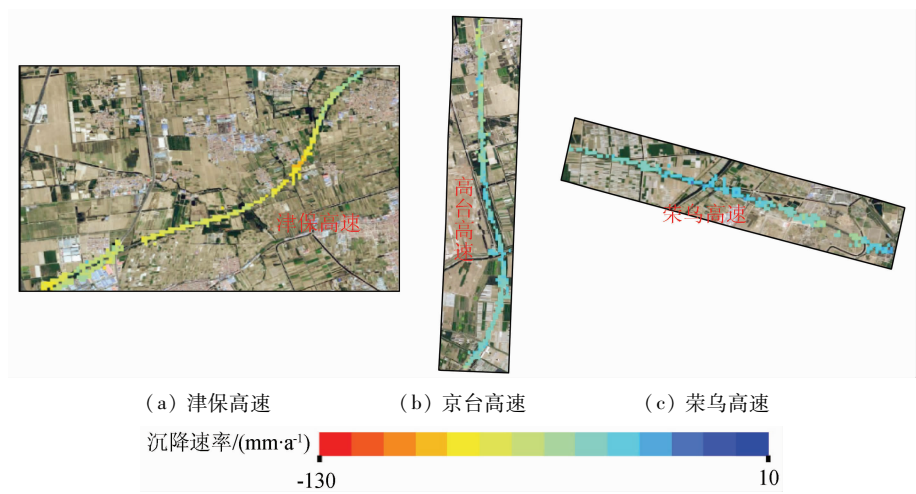 津保高速
高台高速
荣乌高速
(a) 津保高速
(b) 京台高速
(c) 荣乌高速
沉降速率/(mm·a⁻¹)
-130
10